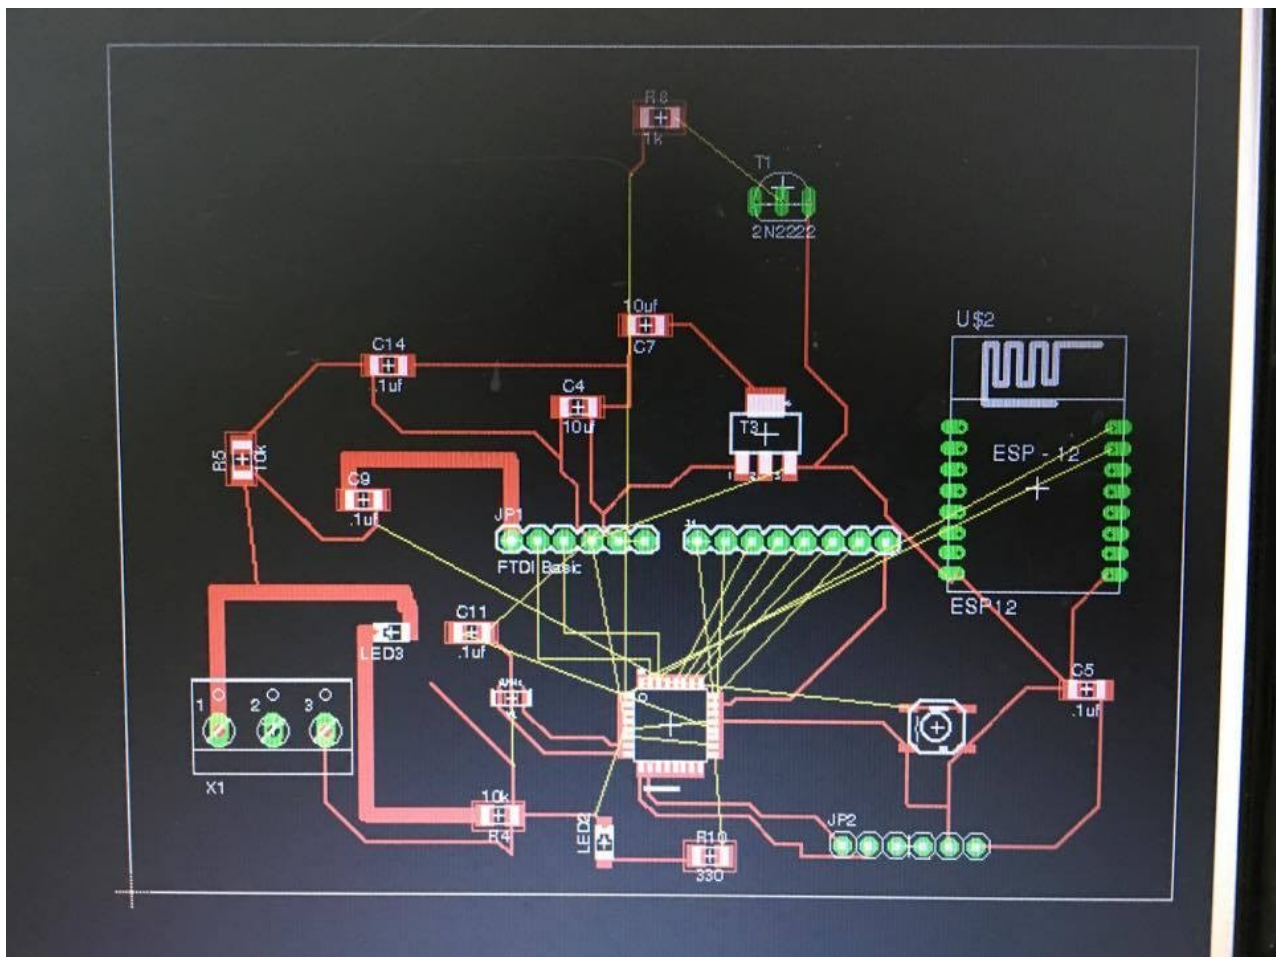 R8
1k
T1
2N2222
10uf
C7
U$2
C14
.1uf
C4
10uf
T3
ESP-12
R5
10k
C9
.1uf
JP1
FTDI Basic
ESP12
C11
.1uf
LED3
C5
.1uf
1
2
3
X1
10k
R4
LED2
R10
330
JP2